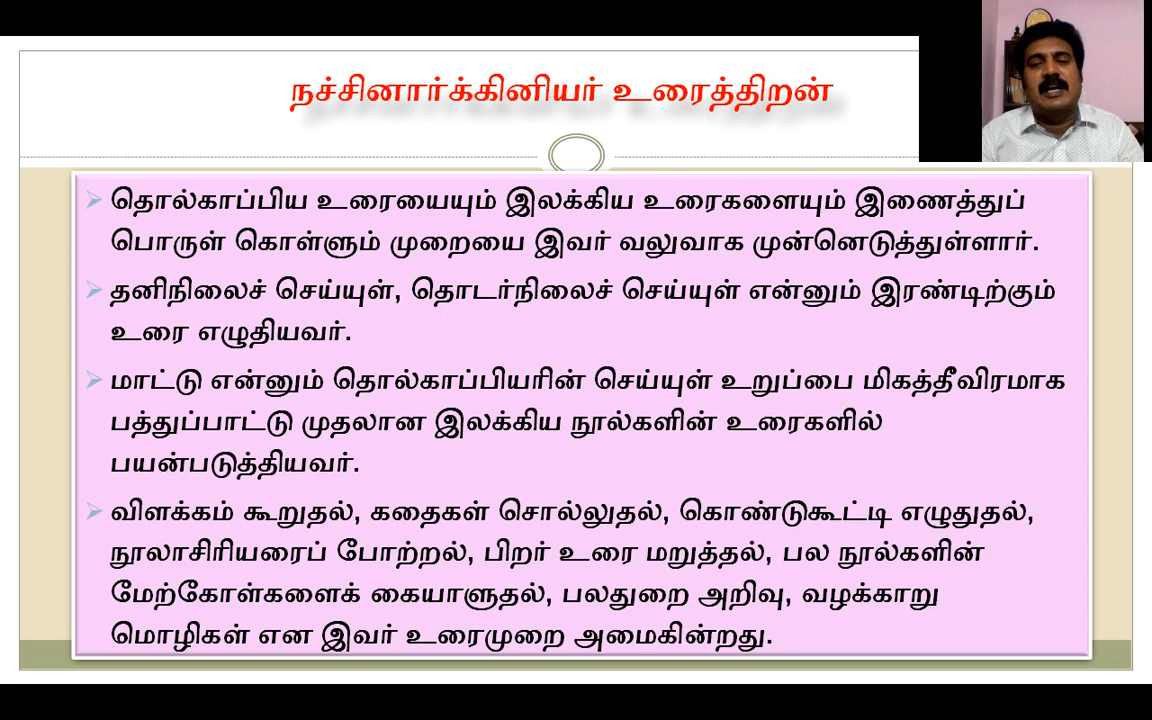 நச்சினார்க்கினியர் உரைத்திறன்
தொல்காப்பிய உரையையும் இலக்கிய உரைகளையும் இணைத்துப்
பொருள் கொள்ளும் முறையை இவர் வலுவாக முன்னெடுத்துள்ளார்.
தனிநிலைச் செய்யுள், தொடர்நிலைச் செய்யுள் என்னும் இரண்டிற்கும்
உரை எழுதியவர்.
மாட்டு என்னும் தொல்காப்பியரின் செய்யுள் உறுப்பை மிகத்தீவிரமாக
பத்துப்பாட்டு முதலான இலக்கிய நூல்களின் உரைகளில்
பயன்படுத்தியவர்.
விளக்கம் கூறுதல், கதைகள் சொல்லுதல், கொண்டுகூட்டி எழுதுதல்,
நூலாசிரியரைப் போற்றல், பிறர் உரை மறுத்தல், பல நூல்களின்
மேற்கோள்களைக் கையாளுதல், பலதுறை அறிவு, வழக்காறு
மொழிகள் என இவர் உரைமுறை அமைகின்றது.